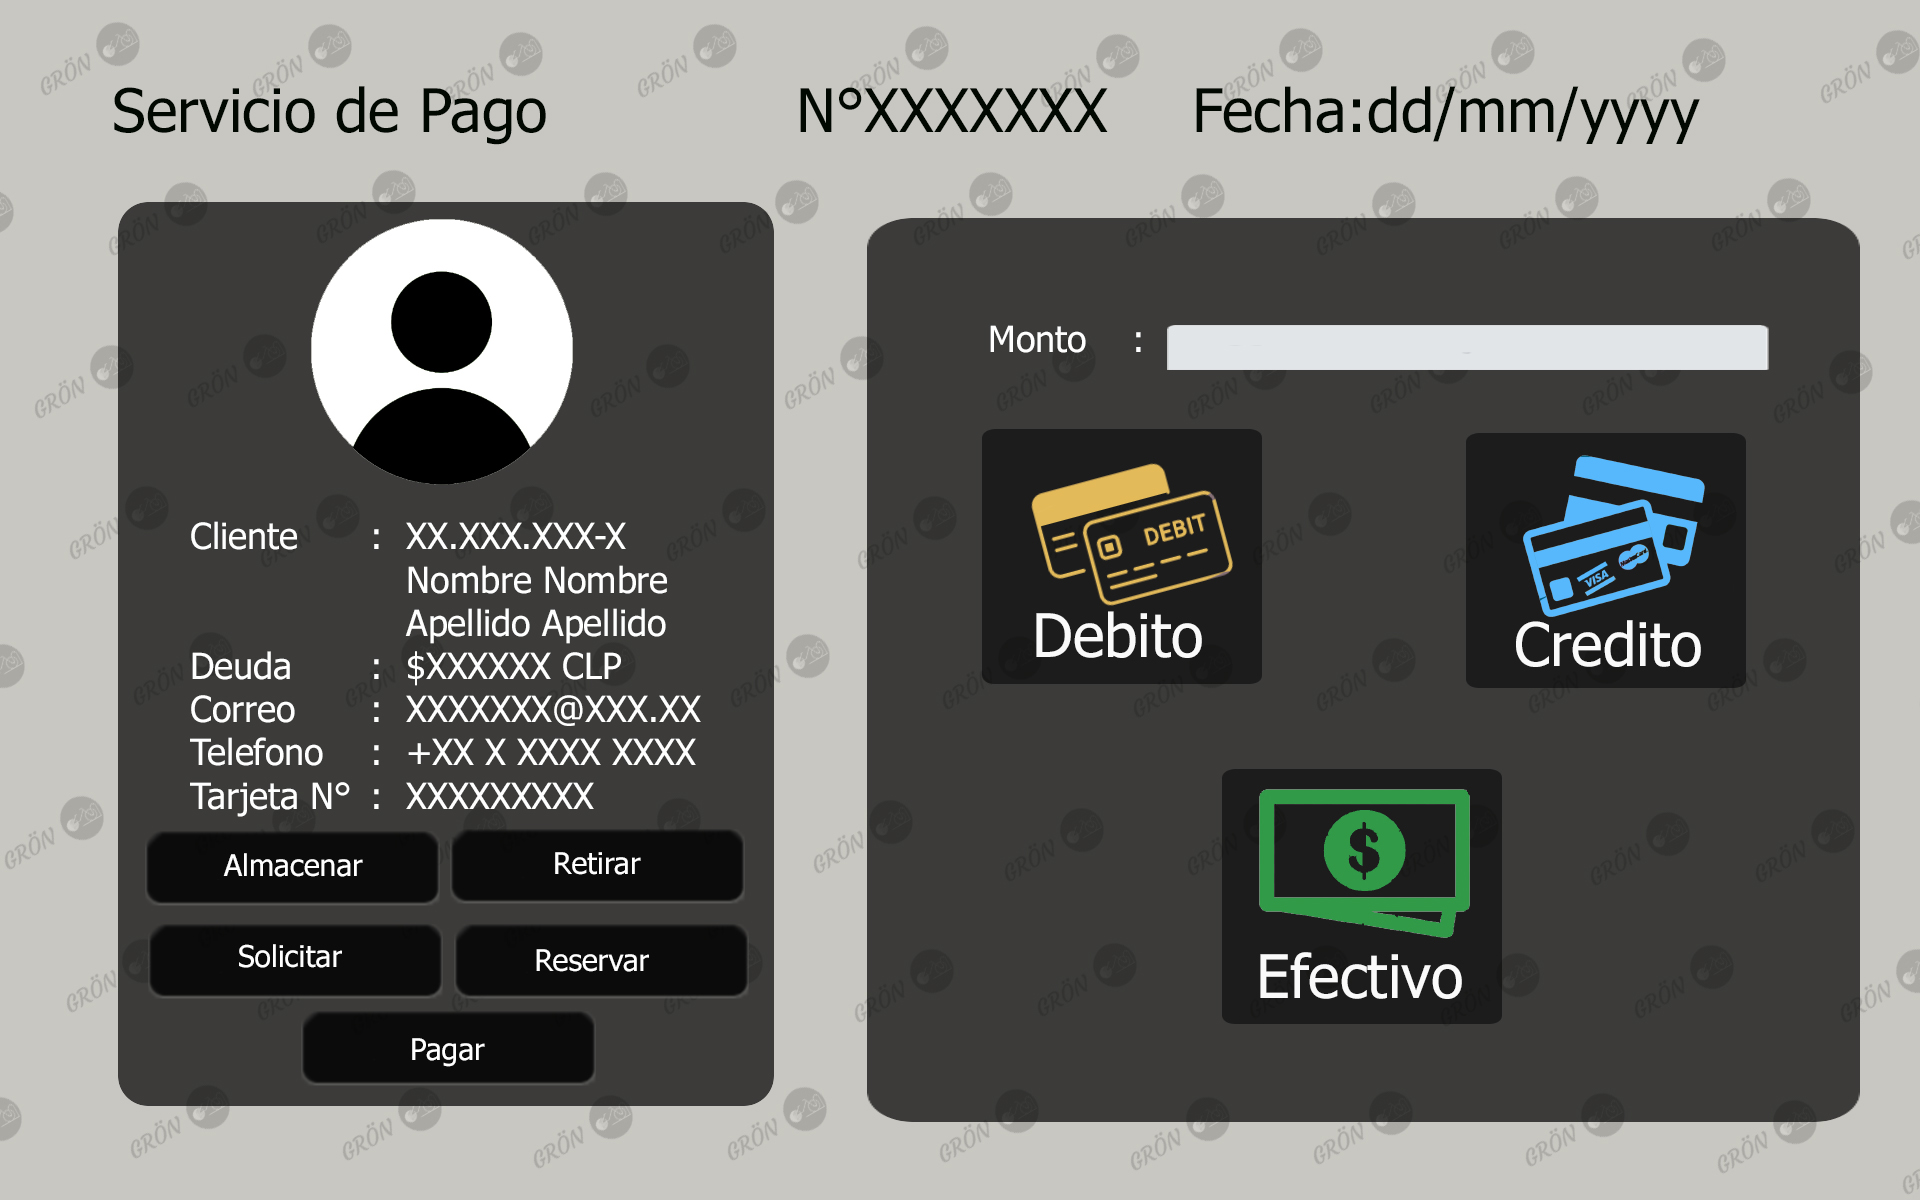 Servicio de Pago N°XXXXXXX Fecha:dd/mm/yyyy
Cliente : XX.XXX.XXX-X
Nombre Nombre
Apellido Apellido
Deuda : $XXXXXX CLP
Correo : XXXXXXX@XXX.XX
Telefono : +XX X XXXX XXXX
Tarjeta N° : XXXXXXXXX
Almacenar Retirar
Solicitar Reservar
Pagar
Monto :
DEBIT
Debito
VISA
Credito
$
Efectivo
GRÖN